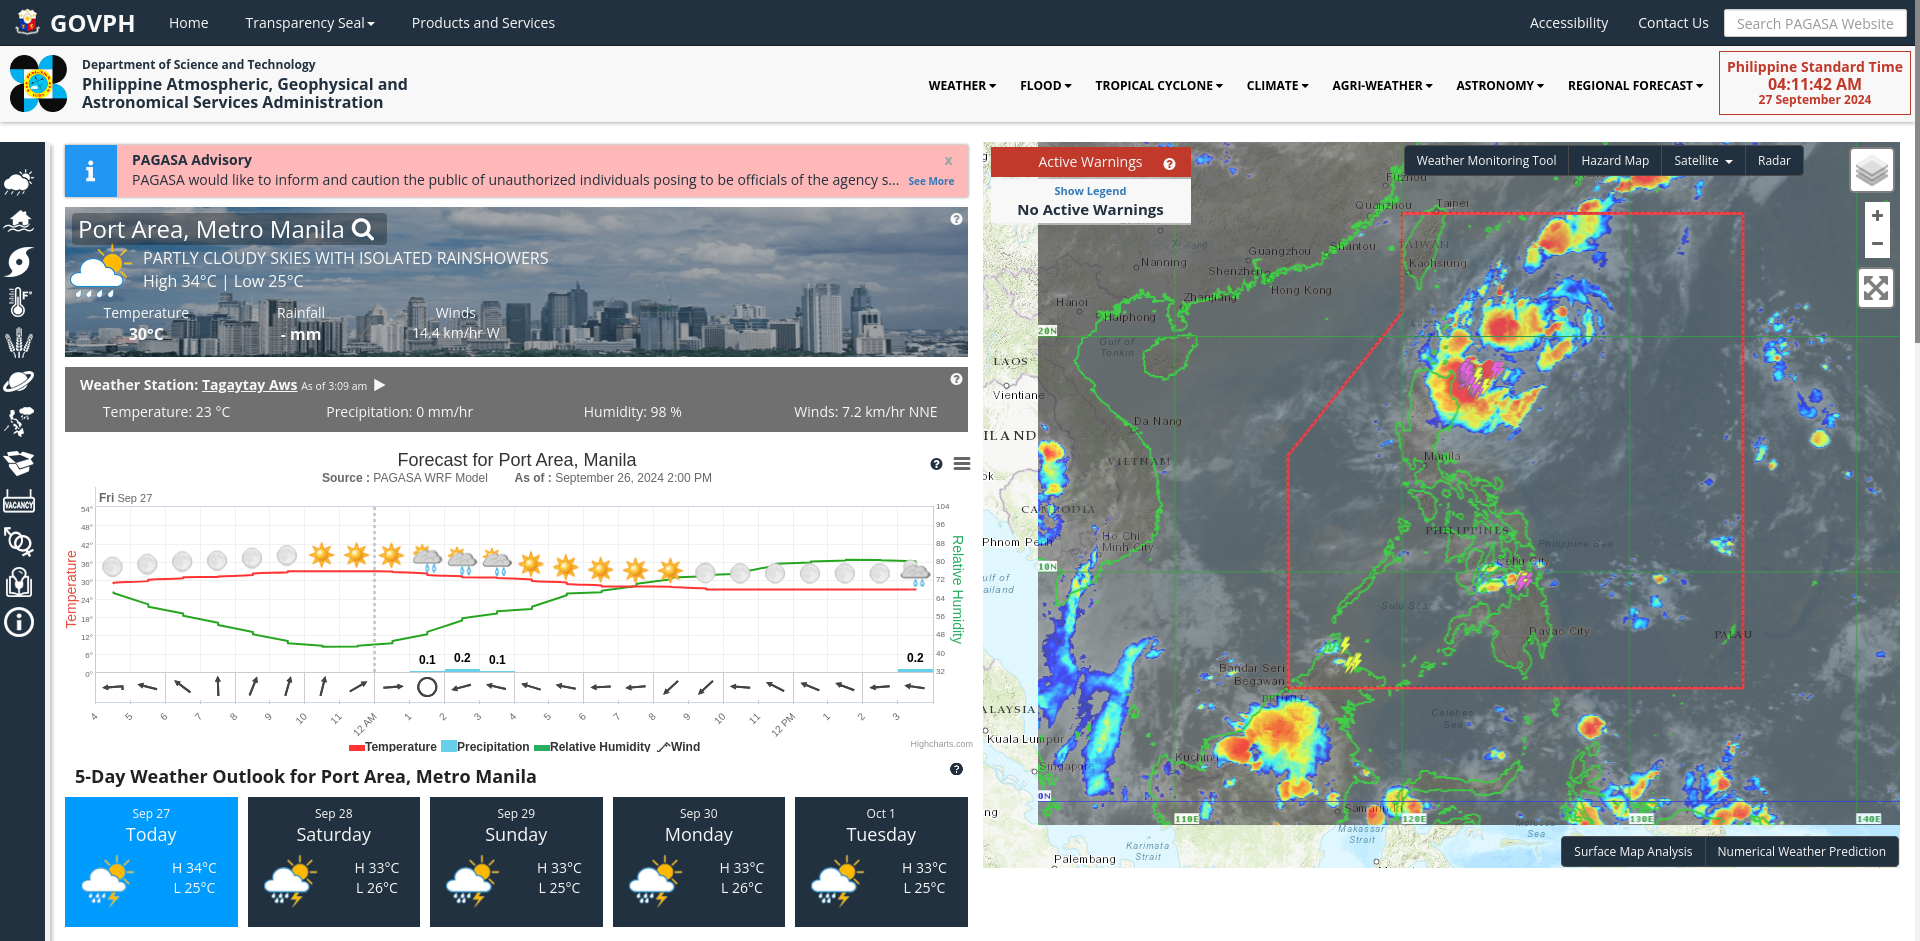 GOVPH
Home
Transparency Seal
Products and Services
Accessibility
Contact Us
Search PAGASA Website
Department of Science and Technology
Philippine Atmospheric, Geophysical and
Astronomical Services Administration
WEATHER
FLOOD
TROPICAL CYCLONE
CLIMATE
AGRI-WEATHER
ASTRONOMY
REGIONAL FORECAST
Philippine Standard Time
04:11:42 AM
27 September 2024
VACANCY
PAGASA Advisory
x
PAGASA would like to inform and caution the public of unauthorized individuals posing to be officials of the agency s... See More
Port Area, Metro Manila
PARTLY CLOUDY SKIES WITH ISOLATED RAINSHOWERS
High 34°C | Low 25°C
Temperature
Rainfall
Winds
30°C
- mm
14.4 km/hr W
Weather Station: Tagaytay Aws As of 3:09 am
Temperature: 23 °C
Precipitation: 0 mm/hr
Humidity: 98 %
Winds: 7.2 km/hr NNE
Forecast for Port Area, Manila
Source : PAGASA WRF Model As of : September 26, 2024 2:00 PM
Fri Sep 27
Temperature
54°
48°
42°
36°
30°
24°
18°
12°
6°
0°
Relative Humidity
104
96
88
80
72
64
56
48
40
32
0.1
0.2
0.1
0.2
4
5
6
7
8
9
10
11
12 AM
1
2
3
4
5
6
7
8
9
10
11
12 PM
1
2
3
Temperature Precipitation Relative Humidity Wind
Highcharts.com
5-Day Weather Outlook for Port Area, Metro Manila
Sep 27
Today
H 34°C
L 25°C
Sep 28
Saturday
H 33°C
L 26°C
Sep 29
Sunday
H 33°C
L 25°C
Sep 30
Monday
H 33°C
L 26°C
Oct 1
Tuesday
H 33°C
L 25°C
Active Warnings
Show Legend
No Active Warnings
Weather Monitoring Tool
Hazard Map
Satellite
Radar
+
−
Fuzhou
Quanzhou
Taipei
Shantou
TAIWAN
Guangzhou
Nanning
Kaohsiung
Shenzhen
Hong Kong
Zhanjiang
Hanoi
Haiphong
20N
Gulf of
Tonkin
LAOS
Vientiane
Da Nang
ILAND
Manila
VIETNAM
ok
CAMBODIA
PHILIPPINES
Ho Chi
Minh City
Phnom Penh
Philippine Sea
Cebu City
10N
ulf of
ailand
Sulu Sea
Davao City
PALAU
Bandar Seri
Begawan
BRUNEI
ALAYSIA
Celebes
Sea
Kuala Lumpur
Kuching
Singapore
0N
Samarinda
ng
110E
120E
130E
140E
Makassar
Strait
Molucca
Sea
Karimata
Strait
Palembang
Surface Map Analysis
Numerical Weather Prediction